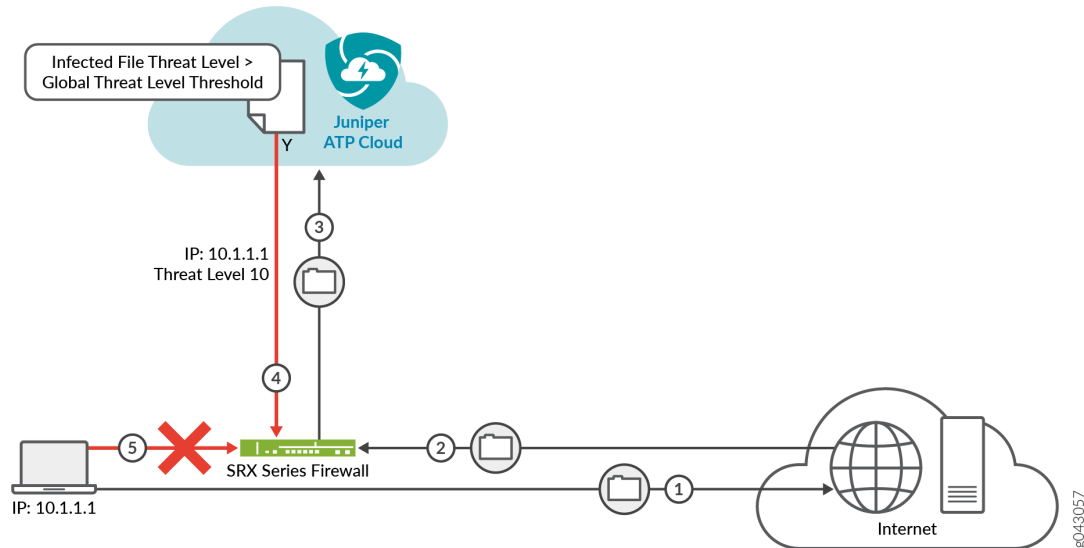 Infected File Threat Level >
Global Threat Level Threshold
Juniper
ATP Cloud
Y
3
IP: 10.1.1.1
Threat Level 10
4
5
2
SRX Series Firewall
1
IP: 10.1.1.1
Internet
g043057